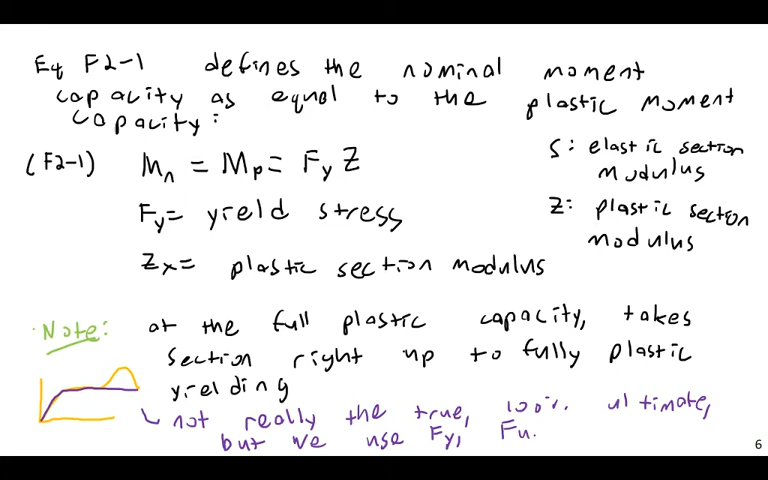 Eq F2-1 defines the nominal moment
capacity as equal to the plastic moment
capacity:
(F2-1) Mn = Mp = Fy Z
Fy = yield stress
Zx = plastic section modulus
S: elastic section
modulus
Z: plastic section
modulus
Note: at the full plastic capacity, takes
section right up to fully plastic
yielding
not really the true, 100% ultimate,
but we use Fy, Fu.
6